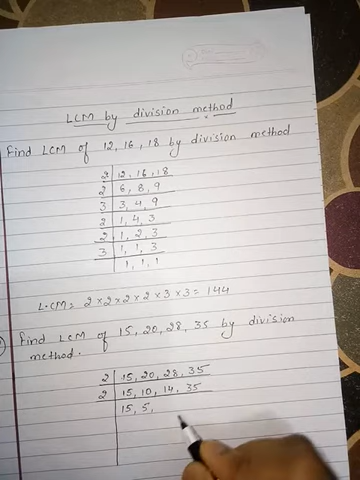 LCM by division method
Find LCM of 12, 16, 18 by division method
2 | 12, 16, 18
2 | 6, 8, 9
3 | 3, 4, 9
2 | 1, 4, 3
2 | 1, 2, 3
3 | 1, 1, 3
| 1, 1, 1
L.CM = 2 × 2 × 2 × 2 × 3 × 3 = 144
Find LCM of 15, 20, 28, 35 by division
method.
2 | 15, 20, 28, 35
2 | 15, 10, 14, 35
| 15, 5,